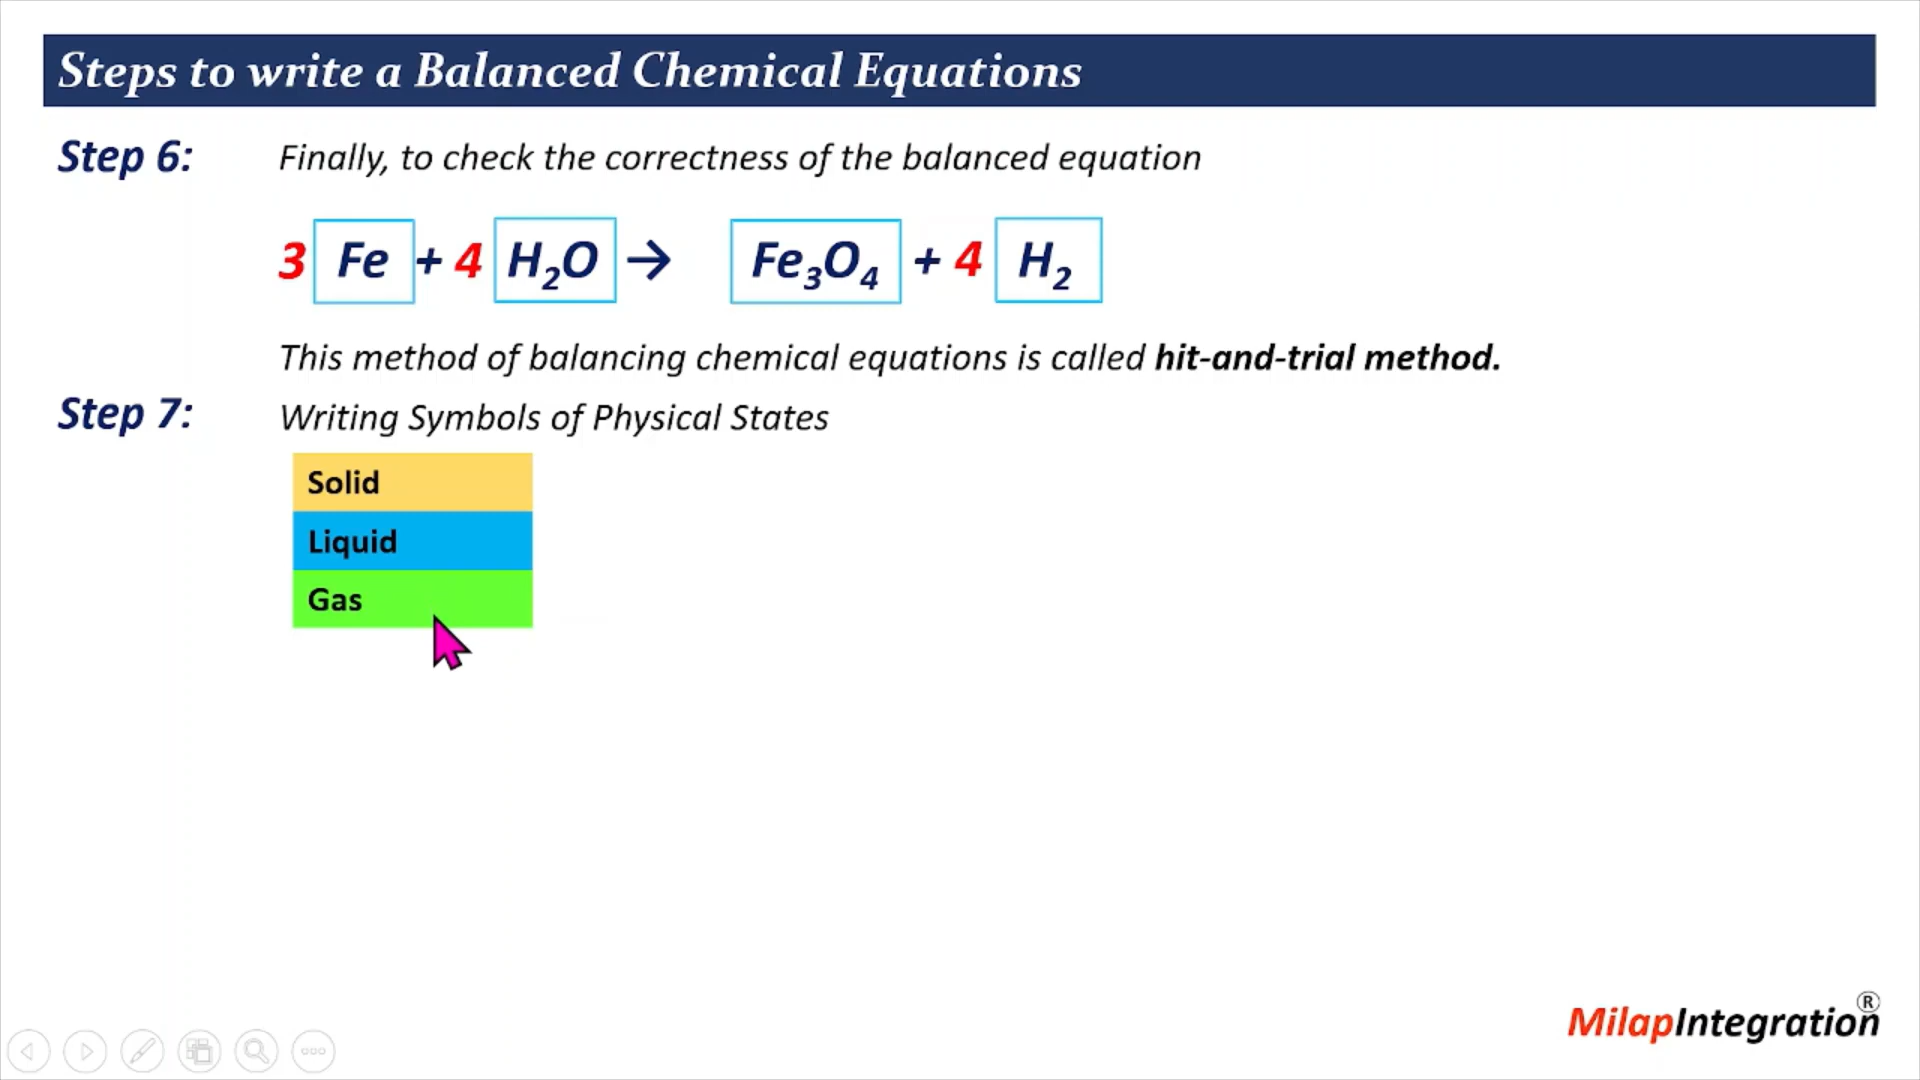 Steps to write a Balanced Chemical Equations
Step 6: Finally, to check the correctness of the balanced equation
3 Fe + 4 H₂O → Fe₃O₄ + 4 H₂
This method of balancing chemical equations is called hit-and-trial method.
Step 7: Writing Symbols of Physical States
Solid
Liquid
Gas
MilapIntegration®